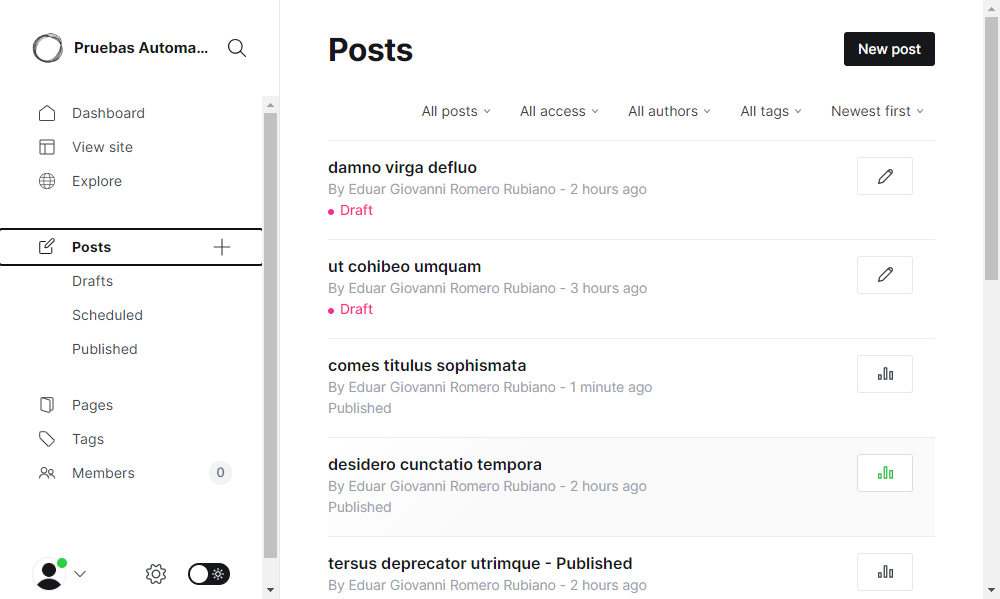 Pruebas Automa...
Dashboard
View site
Explore
Posts
Drafts
Scheduled
Published
Pages
Tags
Members
0
Posts
New post
All posts
All access
All authors
All tags
Newest first
damno virga defluo
By Eduar Giovanni Romero Rubiano - 2 hours ago
Draft
ut cohibeo umquam
By Eduar Giovanni Romero Rubiano - 3 hours ago
Draft
comes titulus sophismata
By Eduar Giovanni Romero Rubiano - 1 minute ago
Published
desidero cunctatio tempora
By Eduar Giovanni Romero Rubiano - 2 hours ago
Published
tersus deprecator utrimque - Published
By Eduar Giovanni Romero Rubiano - 2 hours ago